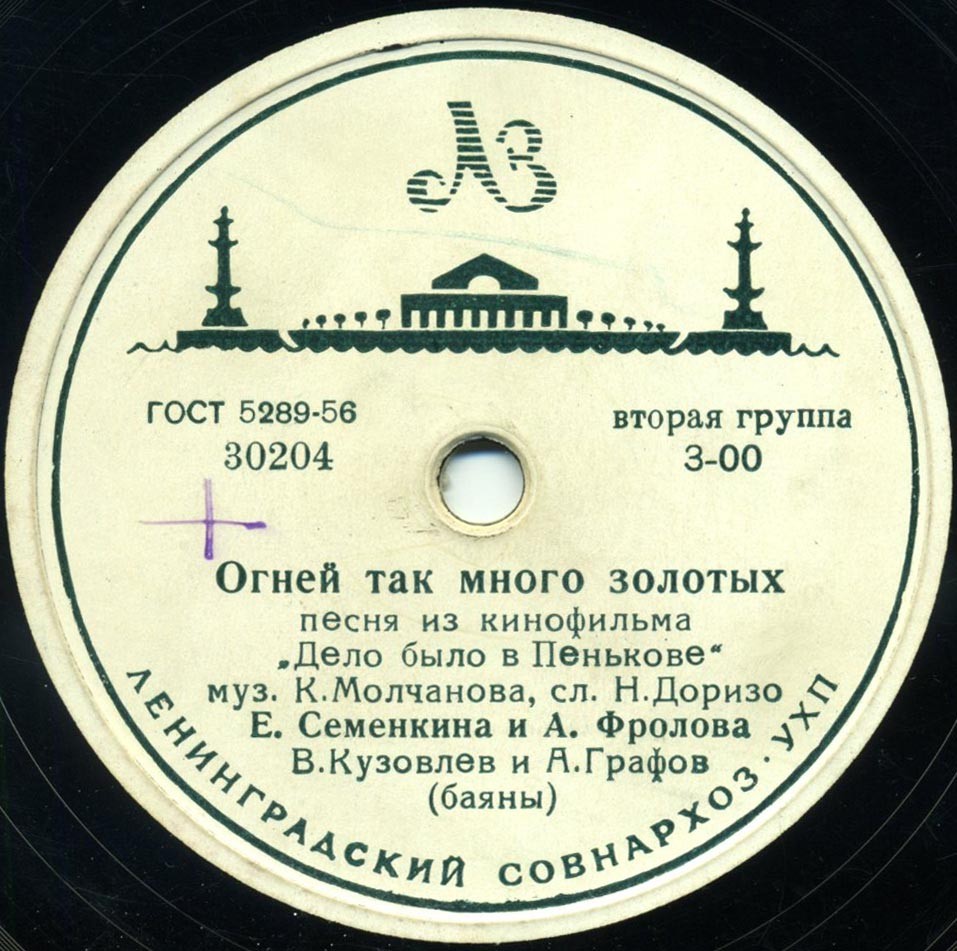 ЛЗ
ГОСТ 5289-56
вторая группа
30204
3-00
Огней так много золотых
песня из кинофильма
„Дело было в Пенькове“
муз. К.Молчанова, сл. Н.Доризо
Е. Семенкина и А. Фролова
В.Кузовлев и А.Графов
(баяны)
ЛЕНИНГРАДСКИЙ СОВНАРХОЗ·УХП